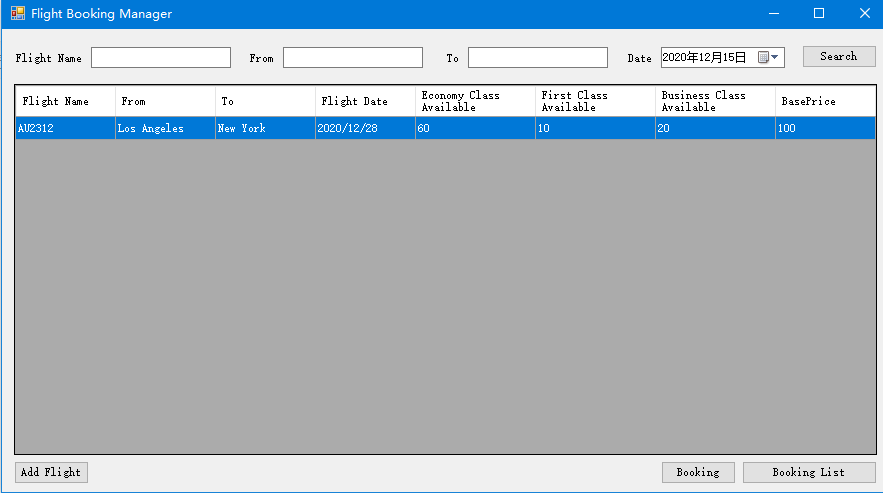 Flight Booking Manager
Flight Name From To Date 2020年12月15日 Search
Flight Name From To Flight Date Economy Class Available First Class Available Business Class Available BasePrice
AU2312 Los Angeles New York 2020/12/28 60 10 20 100
Add Flight Booking Booking List